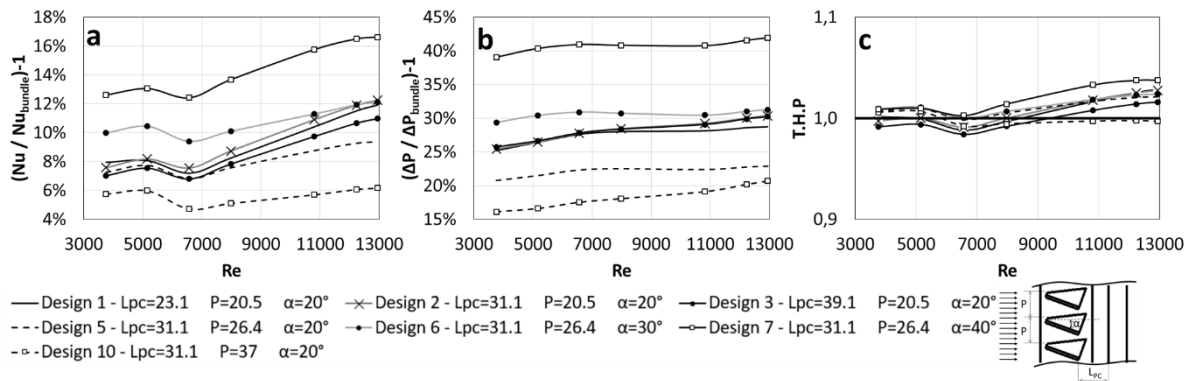 a
(Nu / Nu_bundle)-1
18%
16%
14%
12%
10%
8%
6%
4%
3000 5000 7000 9000 11000 13000
Re
b
(ΔP / ΔP_bundle)-1
45%
40%
35%
30%
25%
20%
15%
3000 5000 7000 9000 11000 13000
Re
c
T.H.P
1,1
1,0
0,9
3000 5000 7000 9000 11000 13000
Re
Design 1 - Lpc=23.1 P=20.5 α=20°
Design 2 - Lpc=31.1 P=20.5 α=20°
Design 3 - Lpc=39.1 P=20.5 α=20°
Design 5 - Lpc=31.1 P=26.4 α=20°
Design 6 - Lpc=31.1 P=26.4 α=30°
Design 7 - Lpc=31.1 P=26.4 α=40°
Design 10 - Lpc=31.1 P=37 α=20°
P
P
α
L_PC